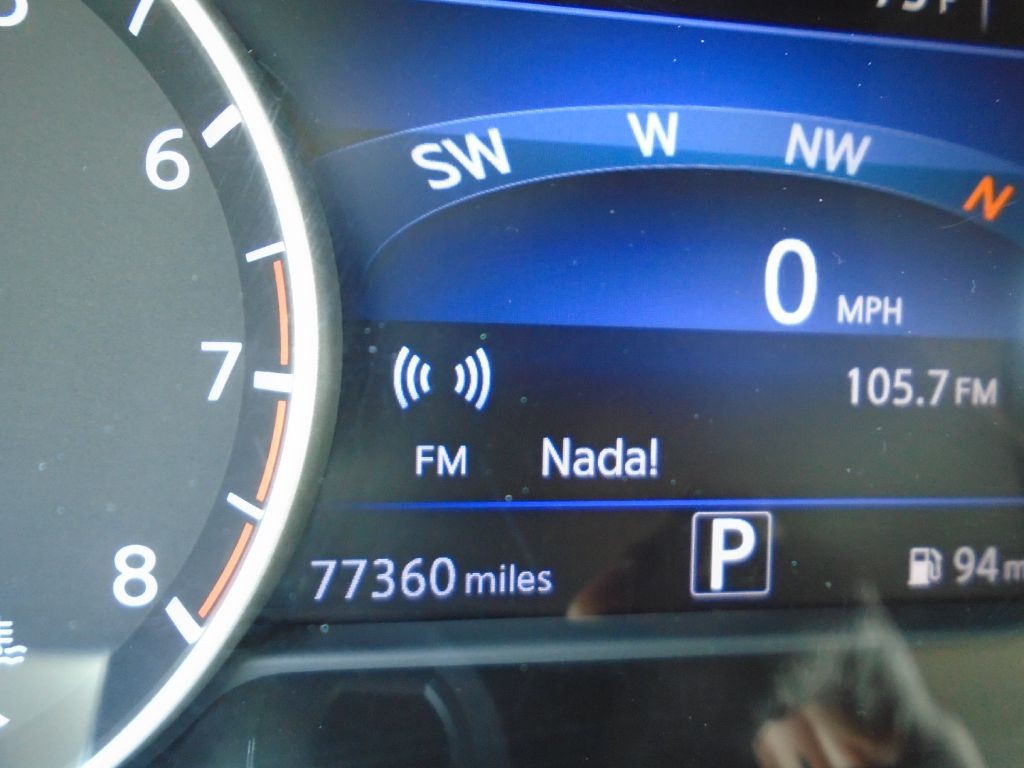 6
7
8
SW W NW N
0 MPH
105.7 FM
FM Nada!
77360 miles P 94